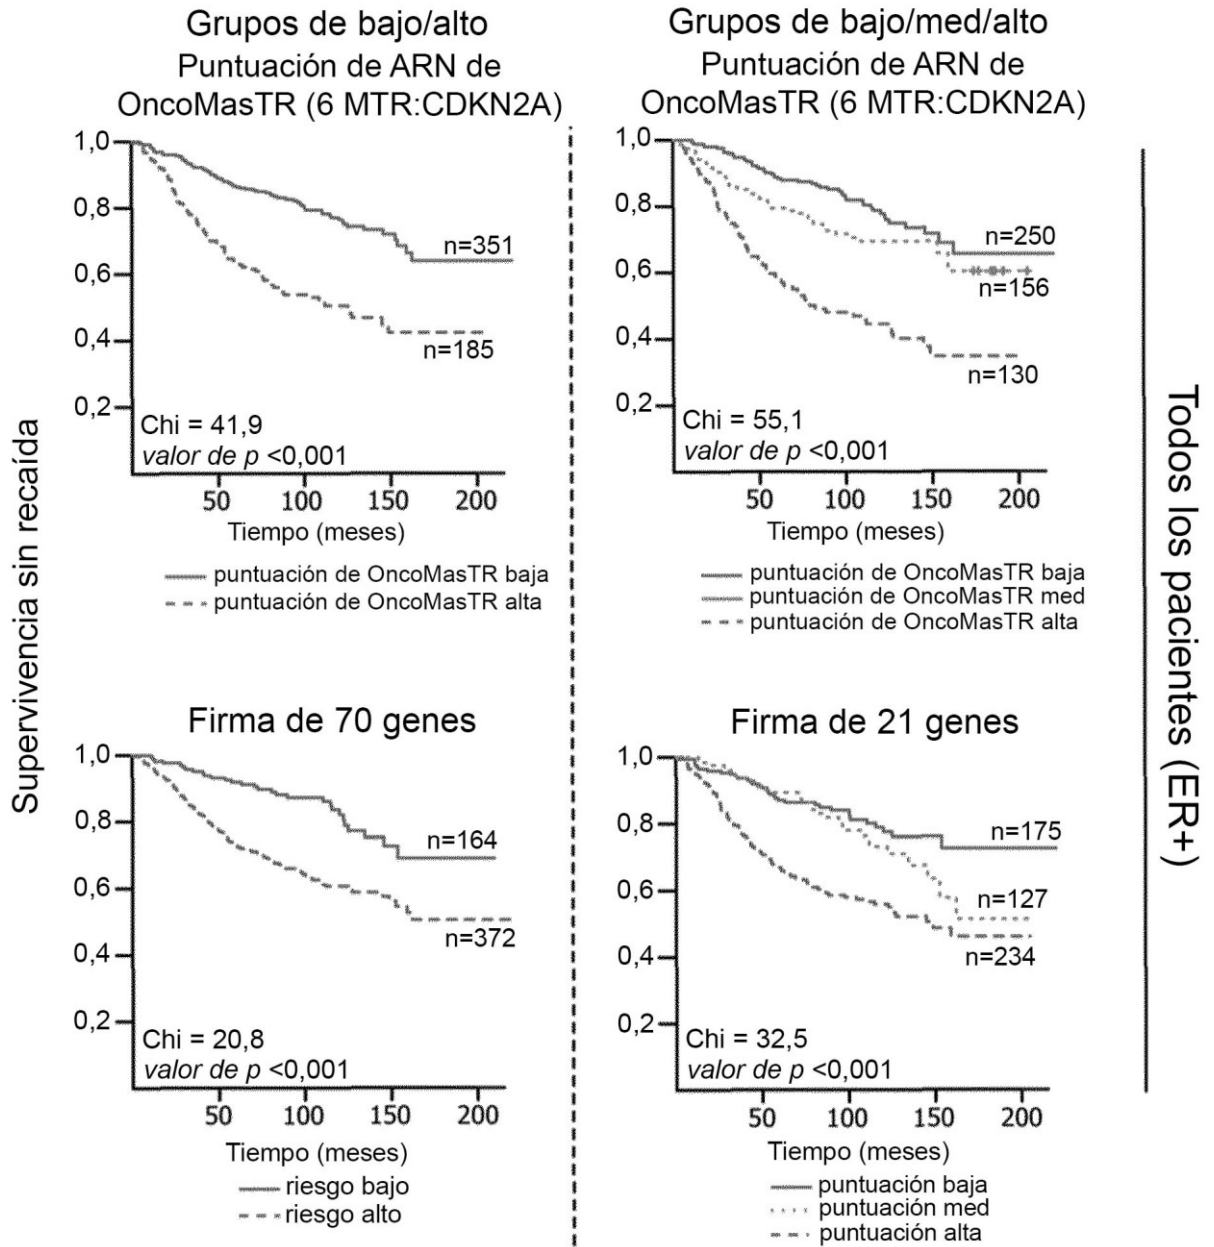 Grupos de bajo/alto
Puntuación de ARN de
OncoMasTR (6 MTR:CDKN2A)
1,0
0,8
0,6
0,4
0,2
n=351
n=185
Chi = 41,9
valor de p <0,001
50 100 150 200
Tiempo (meses)
puntuación de OncoMasTR baja
puntuación de OncoMasTR alta
Grupos de bajo/med/alto
Puntuación de ARN de
OncoMasTR (6 MTR:CDKN2A)
1,0
0,8
0,6
0,4
0,2
n=250
n=156
n=130
Chi = 55,1
valor de p <0,001
50 100 150 200
Tiempo (meses)
puntuación de OncoMasTR baja
puntuación de OncoMasTR med
puntuación de OncoMasTR alta
Supervivencia sin recaída
Todos los pacientes (ER+)
Firma de 70 genes
1,0
0,8
0,6
0,4
0,2
n=164
n=372
Chi = 20,8
valor de p <0,001
50 100 150 200
Tiempo (meses)
riesgo bajo
riesgo alto
Firma de 21 genes
1,0
0,8
0,6
0,4
0,2
n=175
n=127
n=234
Chi = 32,5
valor de p <0,001
50 100 150 200
Tiempo (meses)
puntuación baja
puntuación med
puntuación alta